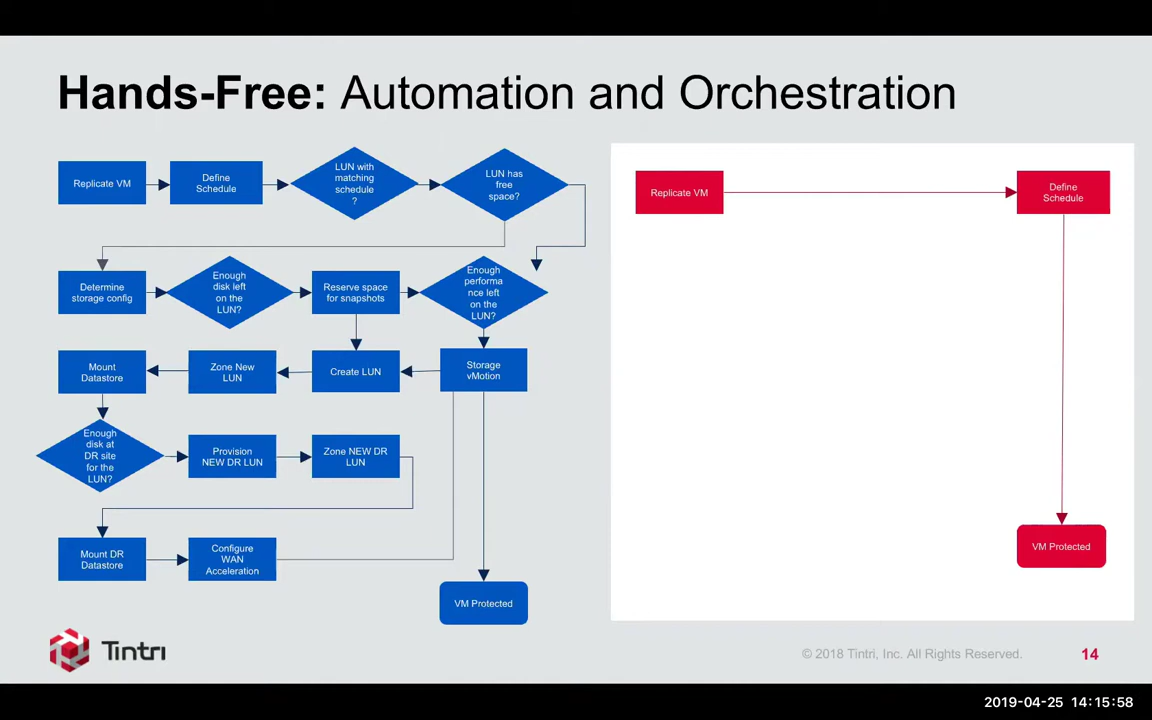 Hands-Free: Automation and Orchestration
Replicate VM
Define
Schedule
LUN with
matching
schedule
?
LUN has
free
space?
Determine
storage config
Enough
disk left
on the
LUN?
Reserve space
for snapshots
Enough
performa
nce left
on the
LUN?
Mount
Datastore
Zone New
LUN
Create LUN
Storage
vMotion
Enough
disk at
DR site
for the
LUN?
Provision
NEW DR LUN
Zone NEW DR
LUN
Mount DR
Datastore
Configure
WAN
Acceleration
VM Protected
Replicate VM
Define
Schedule
VM Protected
Tintri
© 2018 Tintri, Inc. All Rights Reserved.
14
2019-04-25 14:15:58